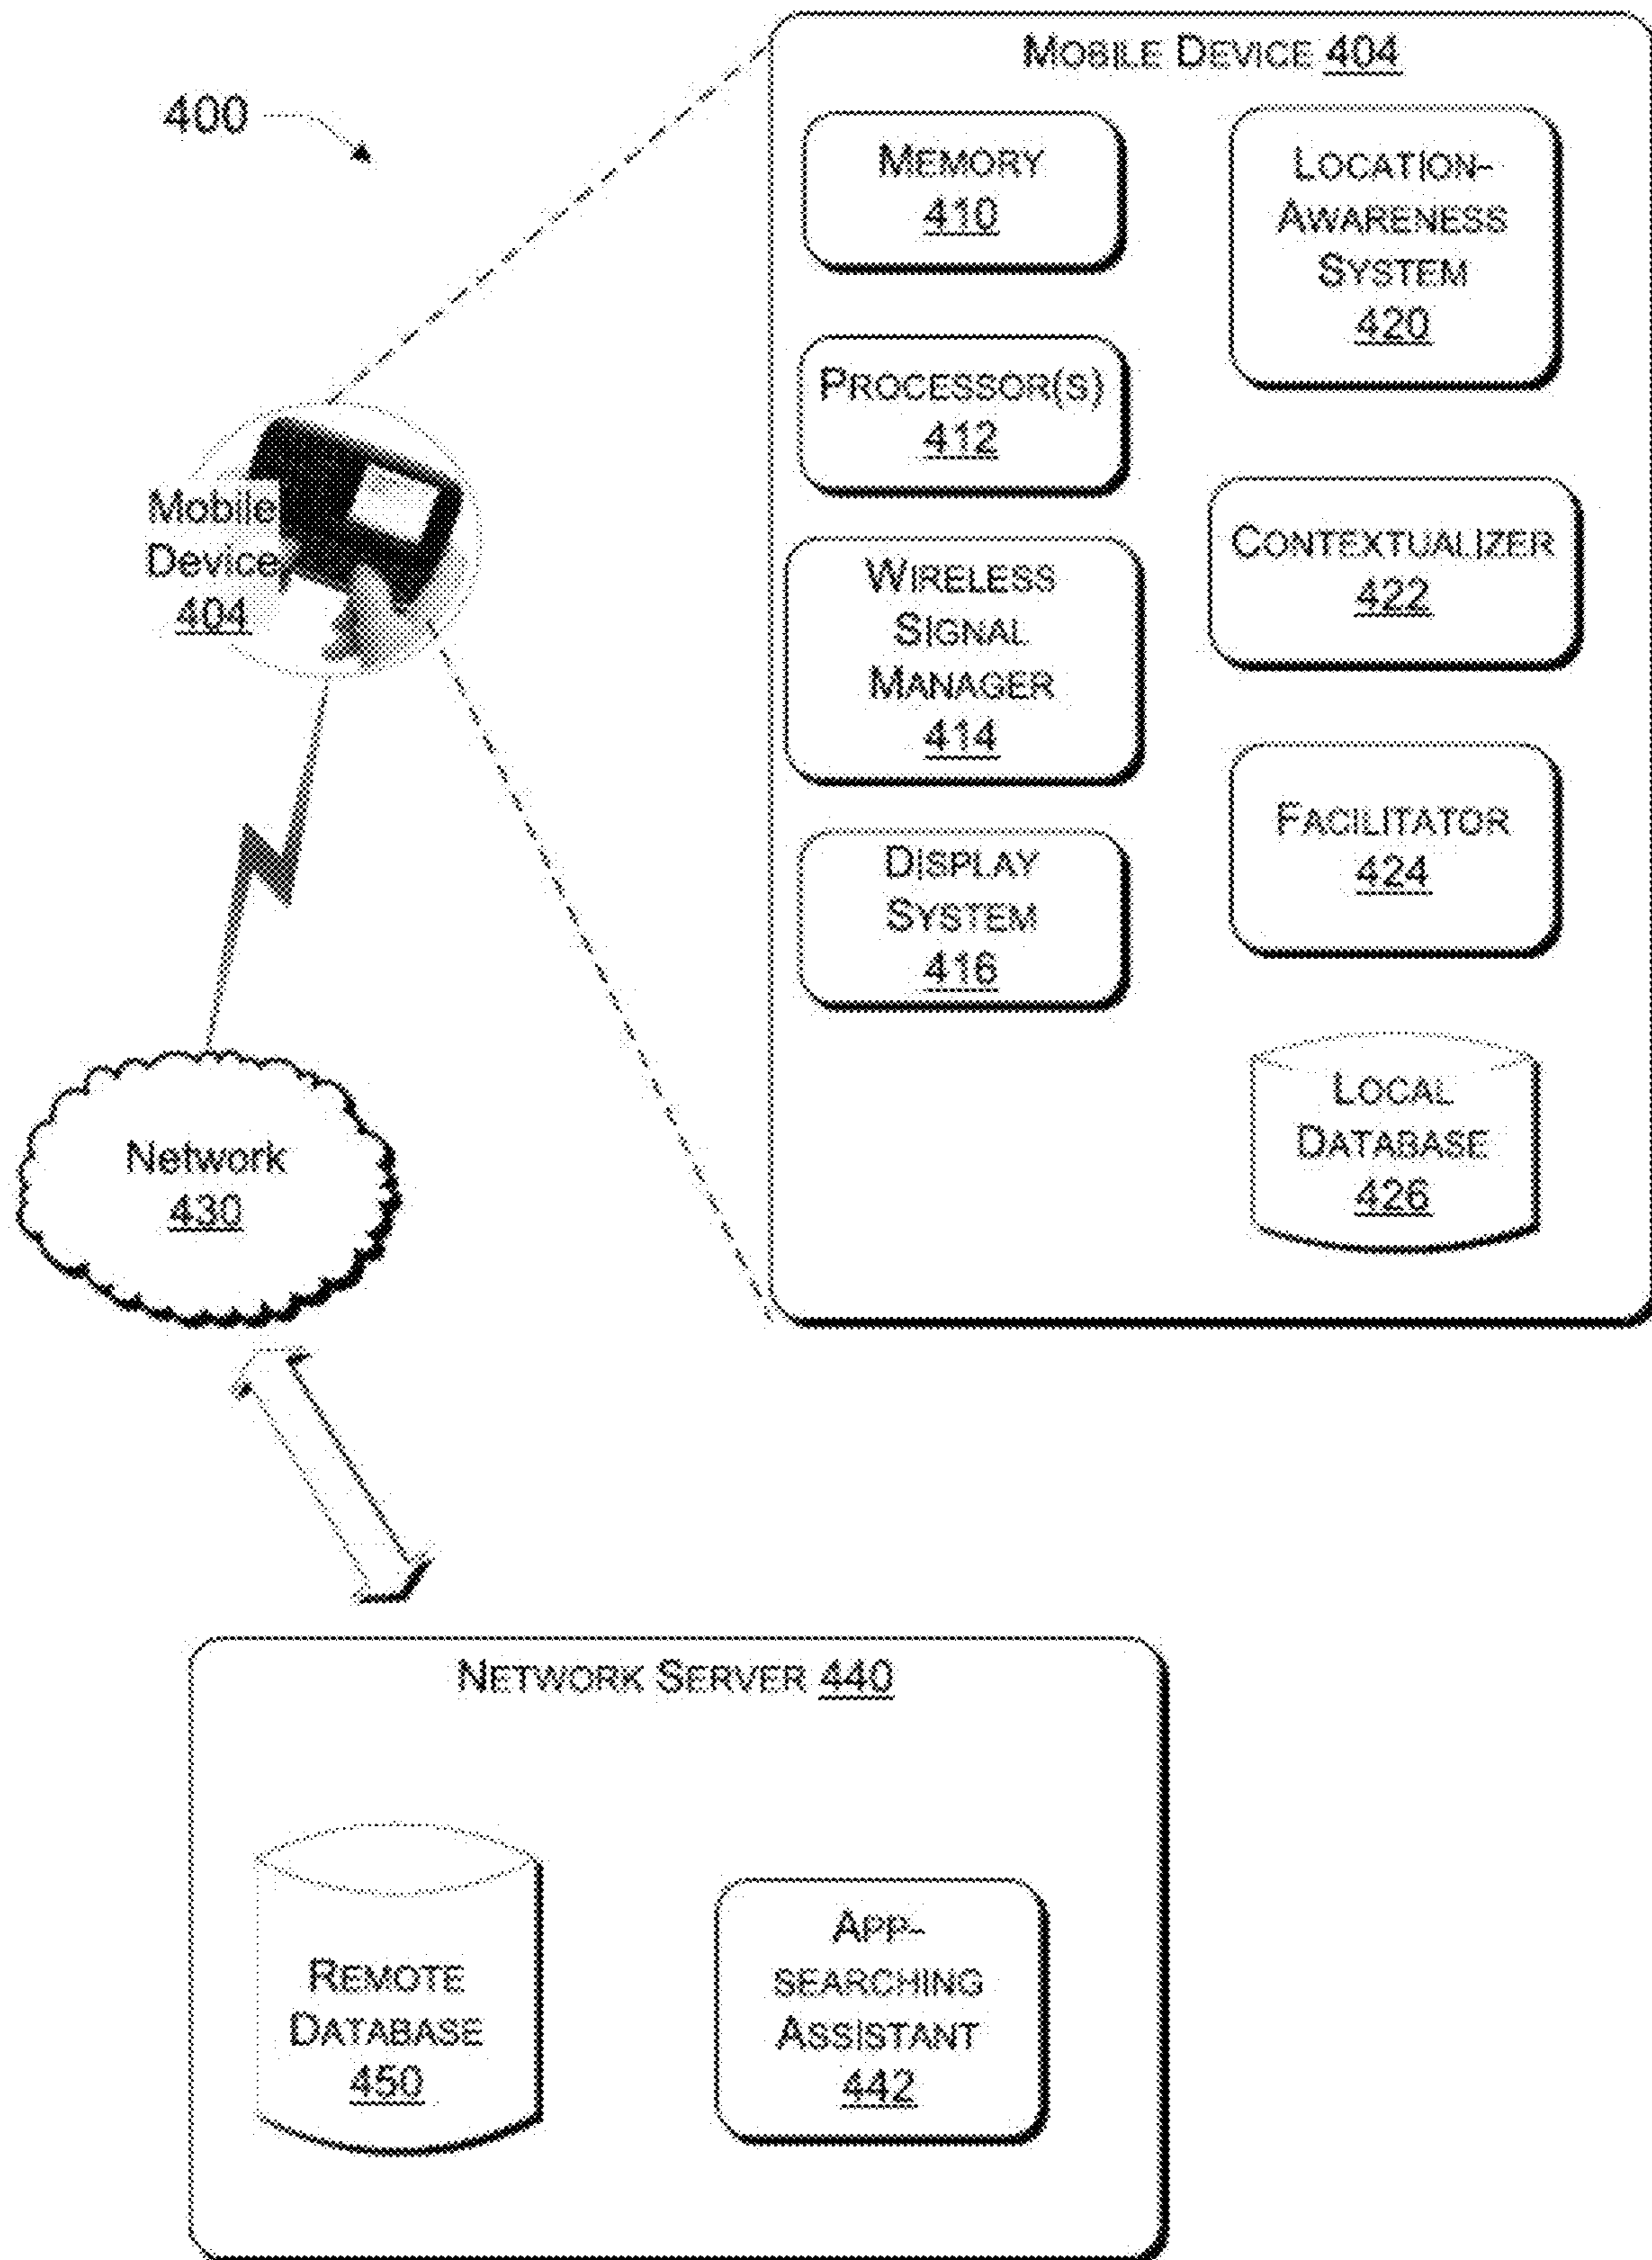 400
MOBILE DEVICE 404
MEMORY
410
LOCATION-
AWARENESS
SYSTEM
420
PROCESSOR(S)
412
Mobile
Device
404
WIRELESS
SIGNAL
MANAGER
414
CONTEXTUALIZER
422
DISPLAY
SYSTEM
416
FACILITATOR
424
LOCAL
DATABASE
426
Network
430
NETWORK SERVER 440
REMOTE
DATABASE
450
APP-
SEARCHING
ASSISTANT
442